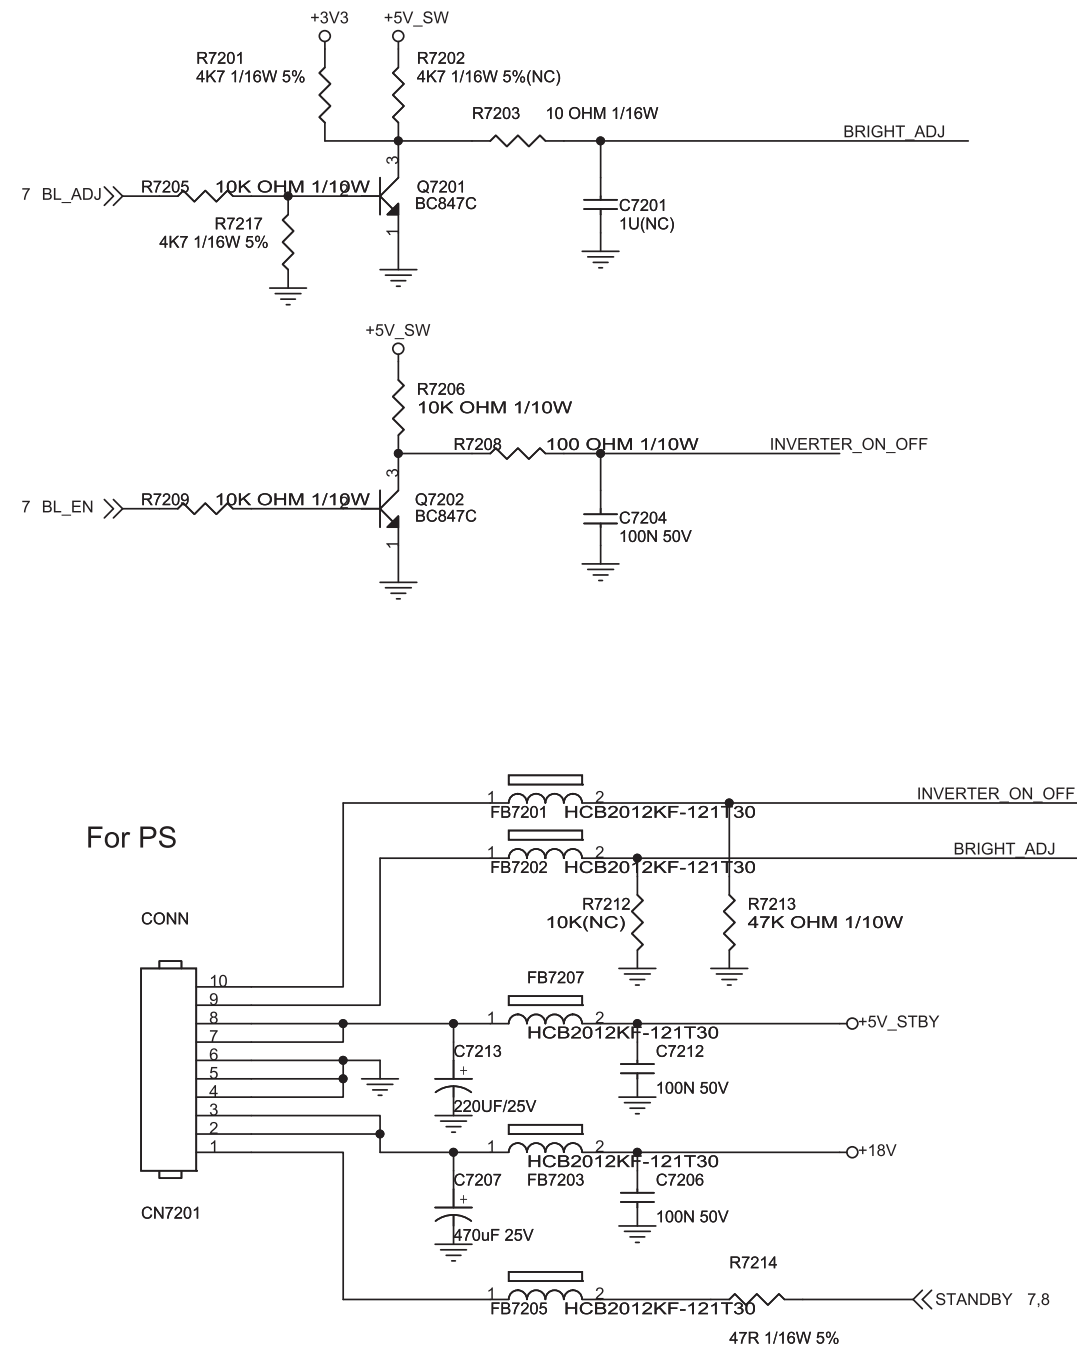 +3V3
+5V_SW
R7201
4K7 1/16W 5%
R7202
4K7 1/16W 5%(NC)
R7203
10 OHM 1/16W
BRIGHT_ADJ
3
7 BL_ADJ
R7205
10K OHM 1/10W
2
Q7201
BC847C
C7201
1U(NC)
R7217
4K7 1/16W 5%
1
+5V_SW
R7206
10K OHM 1/10W
R7208
100 OHM 1/10W
INVERTER_ON_OFF
3
7 BL_EN
R7209
10K OHM 1/10W
2
Q7202
BC847C
C7204
100N 50V
1
1
2
INVERTER_ON_OFF
FB7201
HCB2012KF-121T30
For PS
1
2
BRIGHT_ADJ
FB7202
HCB2012KF-121T30
R7212
10K(NC)
R7213
47K OHM 1/10W
CONN
10
9
8
7
6
5
4
3
2
1
CN7201
FB7207
1
2
HCB2012KF-121T30
+5V_STBY
C7213
+
220UF/25V
C7212
100N 50V
1
2
HCB2012KF-121T30
FB7203
+18V
C7207
+
470uF 25V
C7206
100N 50V
R7214
1
2
FB7205
HCB2012KF-121T30
STANDBY 7,8
47R 1/16W 5%